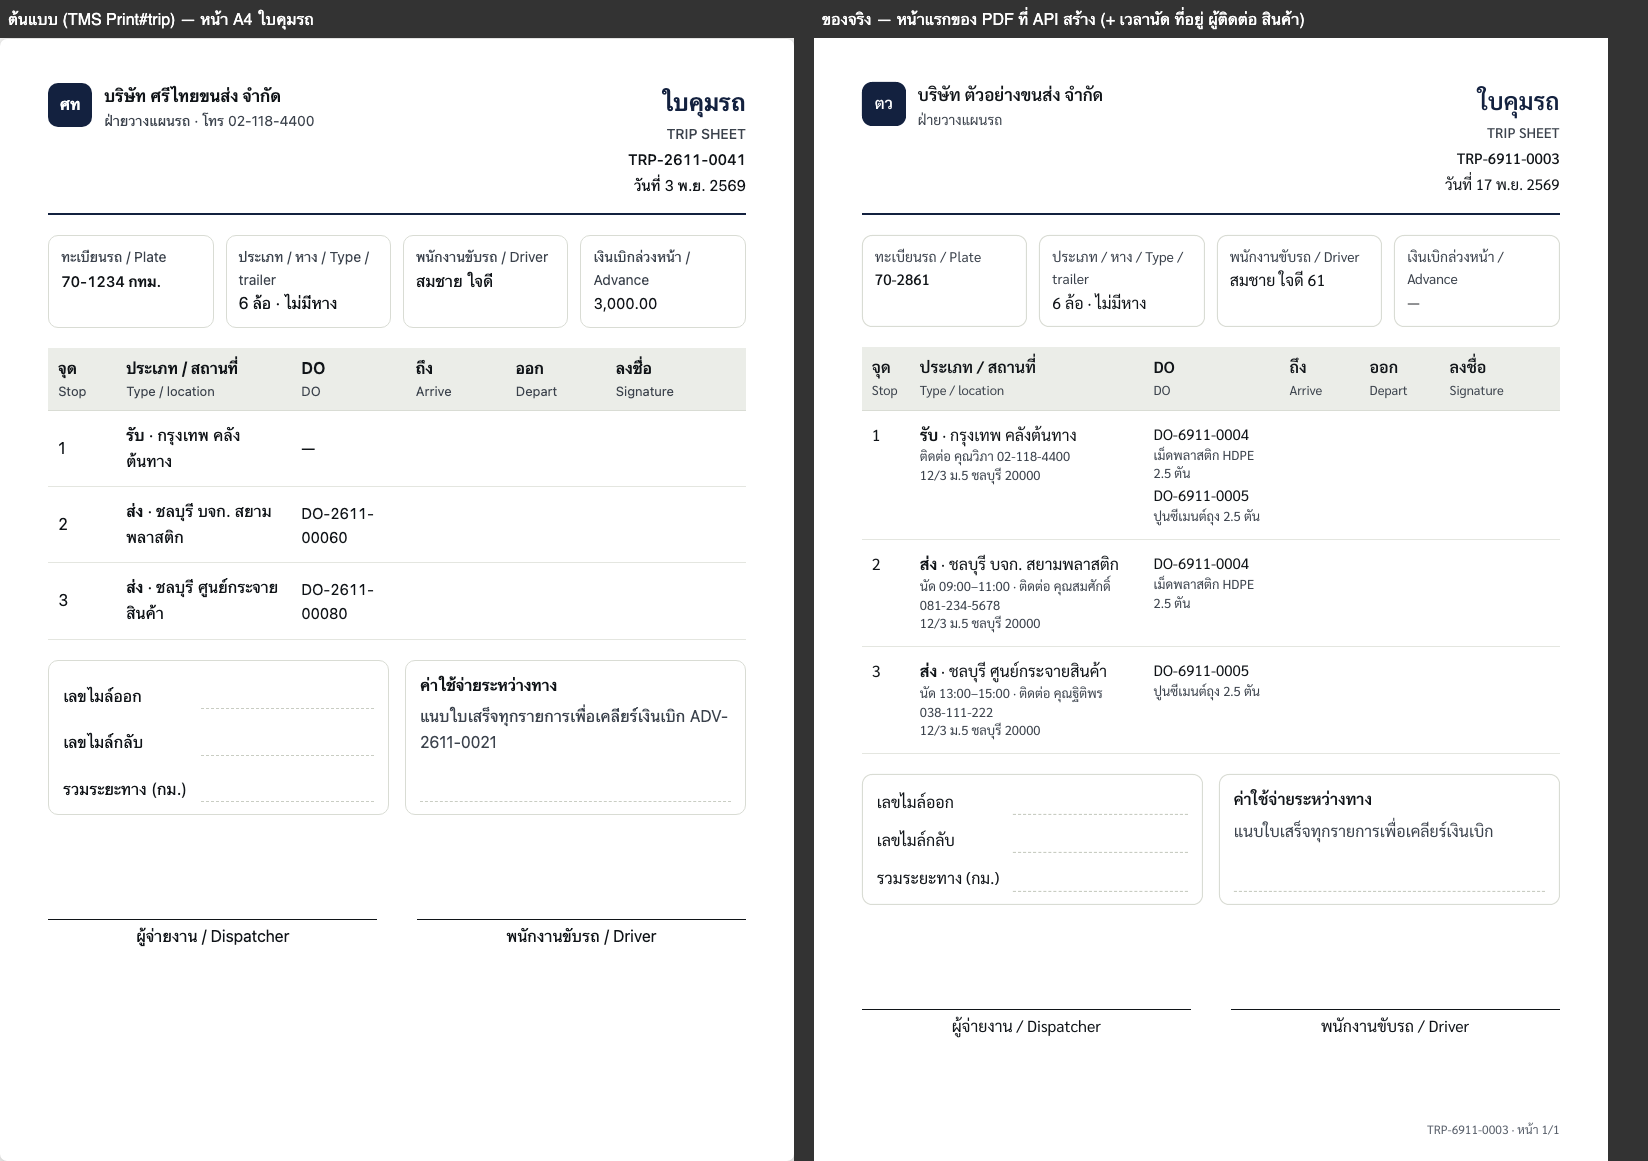 ต้นแบบ (TMS Print#trip) — หน้า A4 ใบคุมรถ
ศท
บริษัท ศรีไทยขนส่ง จำกัด
ฝ่ายวางแผนรถ · โทร 02-118-4400
ใบคุมรถ
TRIP SHEET
TRP-2611-0041
วันที่ 3 พ.ย. 2569
ทะเบียนรถ / Plate
70-1234 กทม.
ประเภท / หาง / Type /
trailer
6 ล้อ · ไม่มีหาง
พนักงานขับรถ / Driver
สมชาย ใจดี
เงินเบิกล่วงหน้า /
Advance
3,000.00
จุด ประเภท / สถานที่ DO ถึง ออก ลงชื่อ
Stop Type / location DO Arrive Depart Signature
1 รับ · กรุงเทพ คลัง —
ต้นทาง
2 ส่ง · ชลบุรี บจก. สยาม DO-2611-
พลาสติก 00060
3 ส่ง · ชลบุรี ศูนย์กระจาย DO-2611-
สินค้า 00080
เลขไมล์ออก
เลขไมล์กลับ
รวมระยะทาง (กม.)
ค่าใช้จ่ายระหว่างทาง
แนบใบเสร็จทุกรายการเพื่อเคลียร์เงินเบิก ADV-
2611-0021
ผู้จ่ายงาน / Dispatcher
พนักงานขับรถ / Driver
ของจริง — หน้าแรกของ PDF ที่ API สร้าง (+ เวลานัด ที่อยู่ ผู้ติดต่อ สินค้า)
ตว
บริษัท ตัวอย่างขนส่ง จำกัด
ฝ่ายวางแผนรถ
ใบคุมรถ
TRIP SHEET
TRP-6911-0003
วันที่ 17 พ.ย. 2569
ทะเบียนรถ / Plate
70-2861
ประเภท / หาง / Type /
trailer
6 ล้อ · ไม่มีหาง
พนักงานขับรถ / Driver
สมชาย ใจดี 61
เงินเบิกล่วงหน้า /
Advance
—
จุด ประเภท / สถานที่ DO ถึง ออก ลงชื่อ
Stop Type / location DO Arrive Depart Signature
1 รับ · กรุงเทพ คลังต้นทาง
ติดต่อ คุณวิภา 02-118-4400
12/3 ม.5 ชลบุรี 20000
DO-6911-0004
เม็ดพลาสติก HDPE
2.5 ตัน
DO-6911-0005
ปูนซีเมนต์ถุง 2.5 ตัน
2 ส่ง · ชลบุรี บจก. สยามพลาสติก
นัด 09:00–11:00 · ติดต่อ คุณสมศักดิ์
081-234-5678
12/3 ม.5 ชลบุรี 20000
DO-6911-0004
เม็ดพลาสติก HDPE
2.5 ตัน
3 ส่ง · ชลบุรี ศูนย์กระจายสินค้า
นัด 13:00–15:00 · ติดต่อ คุณฐิติพร
038-111-222
12/3 ม.5 ชลบุรี 20000
DO-6911-0005
ปูนซีเมนต์ถุง 2.5 ตัน
เลขไมล์ออก
เลขไมล์กลับ
รวมระยะทาง (กม.)
ค่าใช้จ่ายระหว่างทาง
แนบใบเสร็จทุกรายการเพื่อเคลียร์เงินเบิก
ผู้จ่ายงาน / Dispatcher
พนักงานขับรถ / Driver
TRP-6911-0003 · หน้า 1/1